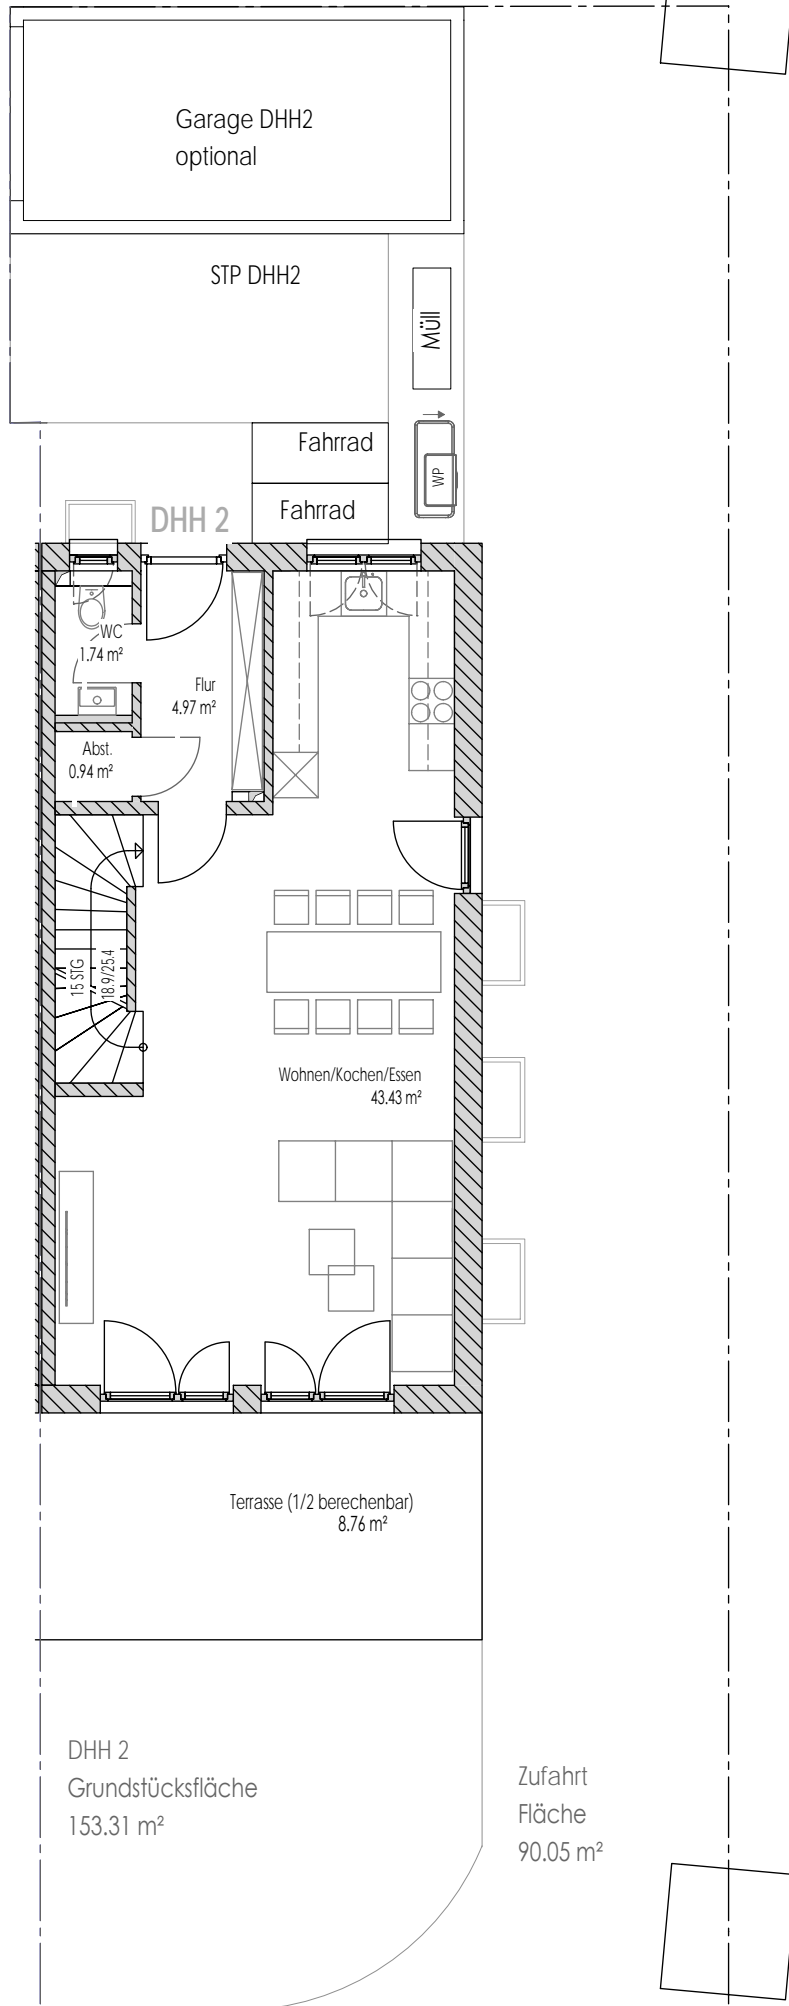 Garage DHH2
optional
STP DHH2
Müll
Fahrrad
WP
Fahrrad
DHH 2
WC
1.74 m²
Flur
4.97 m²
Abst.
0.94 m²
15 STG
18.9/25.4
Wohnen/Kochen/Essen
43.43 m²
Terrasse (1/2 berechenbar)
8.76 m²
DHH 2
Grundstücksfläche
153.31 m²
Zufahrt
Fläche
90.05 m²